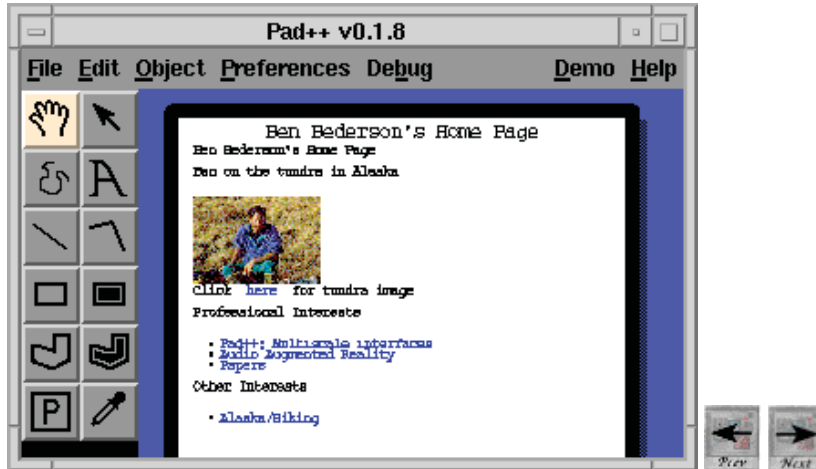 Pad++ v0.1.8
File Edit Object Preferences Debug Demo Help
Ben Bederson's Home Page
Ben Bederson's Home Page
Ben on the tundra in Alaska
Click here for tundra image
Professional Interests
• Pad++: Multiscale interfaces
• Audio Augmented Reality
• Papers
Other Interests
• Alaska/Hiking
A
P
Prev Next